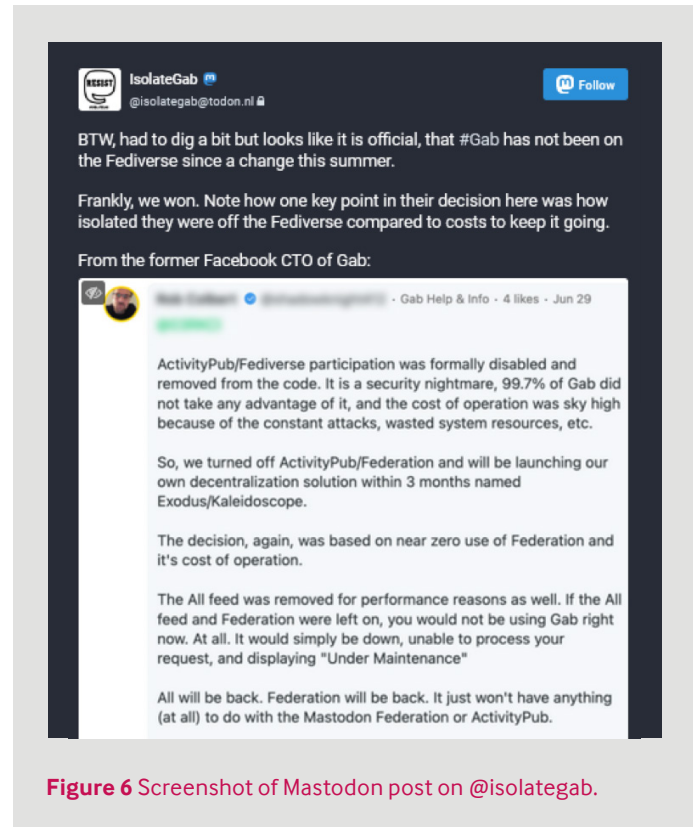 RESIST
IsolateGab
@isolategab@todon.nl
Follow
BTW, had to dig a bit but looks like it is official, that #Gab has not been on
the Fediverse since a change this summer.
Frankly, we won. Note how one key point in their decision here was how
isolated they were off the Fediverse compared to costs to keep it going.
From the former Facebook CTO of Gab:
· Gab Help & Info · 4 likes · Jun 29
ActivityPub/Fediverse participation was formally disabled and
removed from the code. It is a security nightmare, 99.7% of Gab did
not take any advantage of it, and the cost of operation was sky high
because of the constant attacks, wasted system resources, etc.
So, we turned off ActivityPub/Federation and will be launching our
own decentralization solution within 3 months named
Exodus/Kaleidoscope.
The decision, again, was based on near zero use of Federation and
it's cost of operation.
The All feed was removed for performance reasons as well. If the All
feed and Federation were left on, you would not be using Gab right
now. At all. It would simply be down, unable to process your
request, and displaying "Under Maintenance"
All will be back. Federation will be back. It just won't have anything
(at all) to do with the Mastodon Federation or ActivityPub.
Figure 6 Screenshot of Mastodon post on @isolategab.